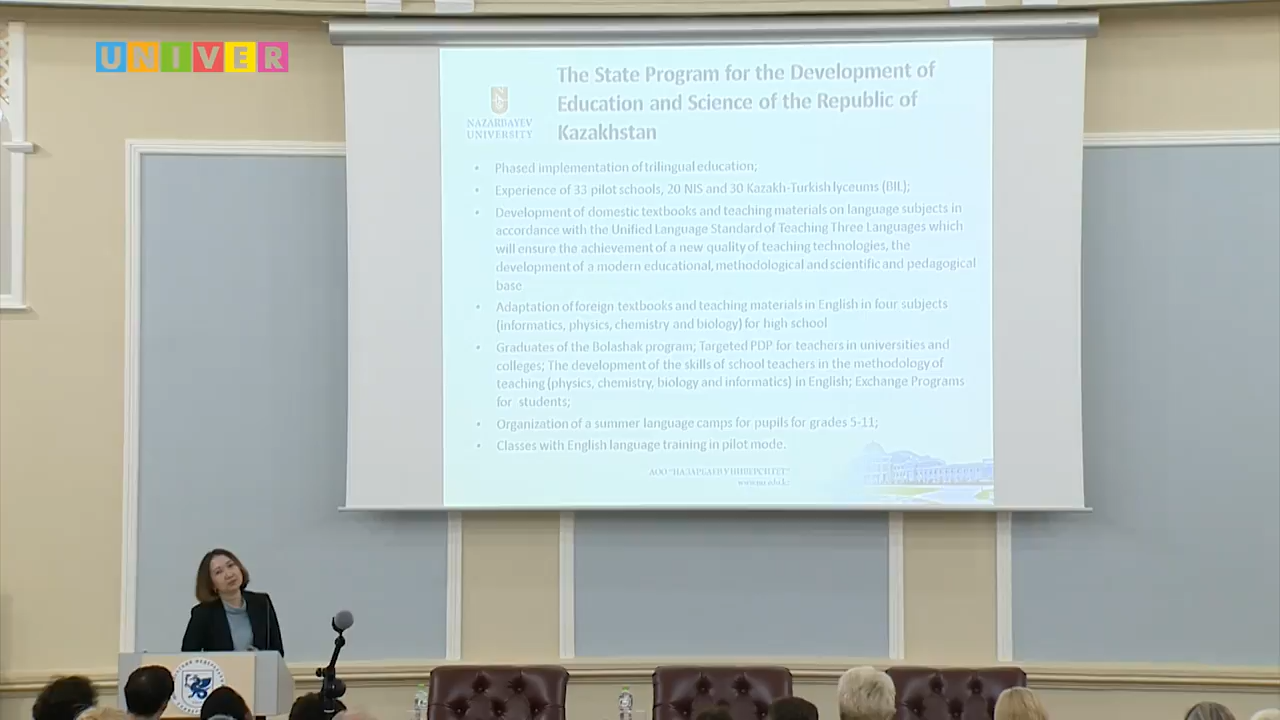 UNIVER
The State Program for the Development of
Education and Science of the Republic of
Kazakhstan
NAZARBAYEV
UNIVERSITY
• Phased implementation of trilingual education;
• Experience of 33 pilot schools, 20 NIS and 30 Kazakh-Turkish lyceums (BIL);
• Development of domestic textbooks and teaching materials on language subjects in
accordance with the Unified Language Standard of Teaching Three Languages which
will ensure the achievement of a new quality of teaching technologies, the
development of a modern educational, methodological and scientific and pedagogical
base
• Adaptation of foreign textbooks and teaching materials in English in four subjects
(informatics, physics, chemistry and biology) for high school
• Graduates of the Bolashak program; Targeted PDP for teachers in universities and
colleges; The development of the skills of school teachers in the methodology of
teaching (physics, chemistry, biology and informatics) in English; Exchange Programs
for students;
• Organization of a summer language camps for pupils for grades 5-11;
• Classes with English language training in pilot mode.
АОО "НАЗАРБАЕВ УНИВЕРСИТЕТ"